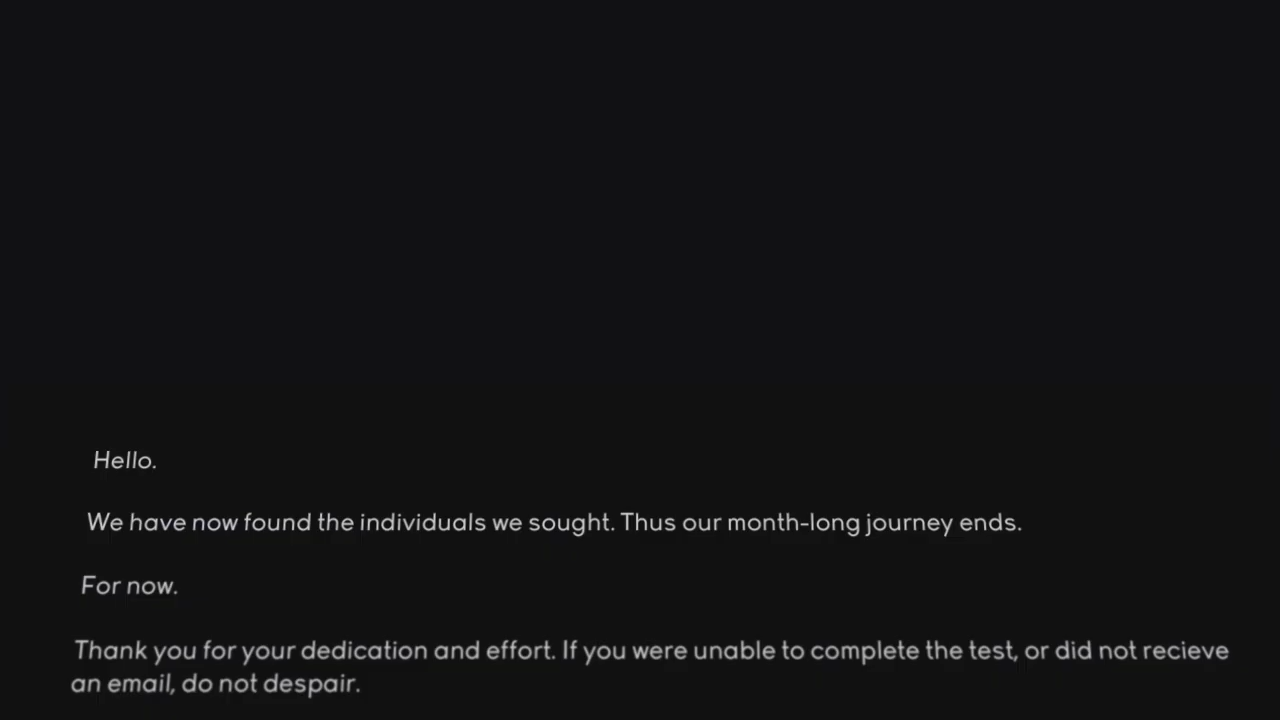 Hello.
We have now found the individuals we sought. Thus our month-long journey ends.
For now.
Thank you for your dedication and effort. If you were unable to complete the test, or did not recieve
an email, do not despair.